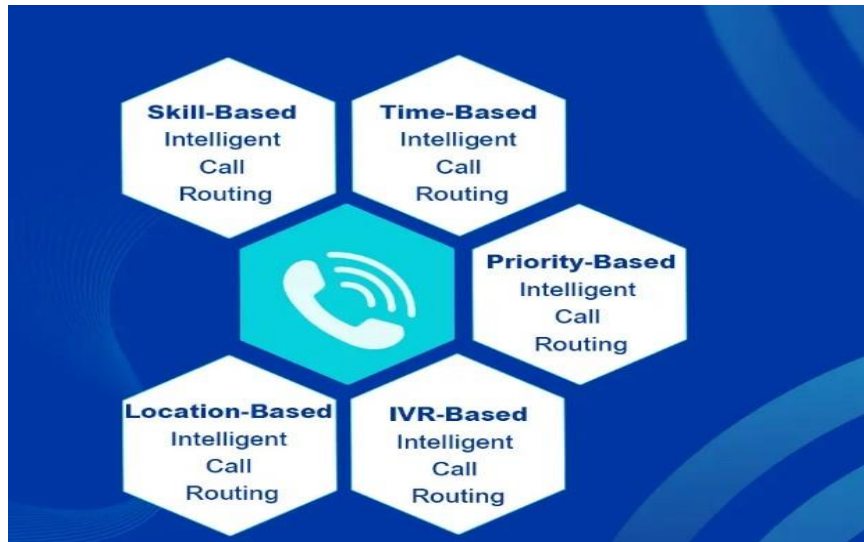 Skill-Based
Intelligent
Call
Routing
Time-Based
Intelligent
Call
Routing
Priority-Based
Intelligent
Call
Routing
Location-Based
Intelligent
Call
Routing
IVR-Based
Intelligent
Call
Routing